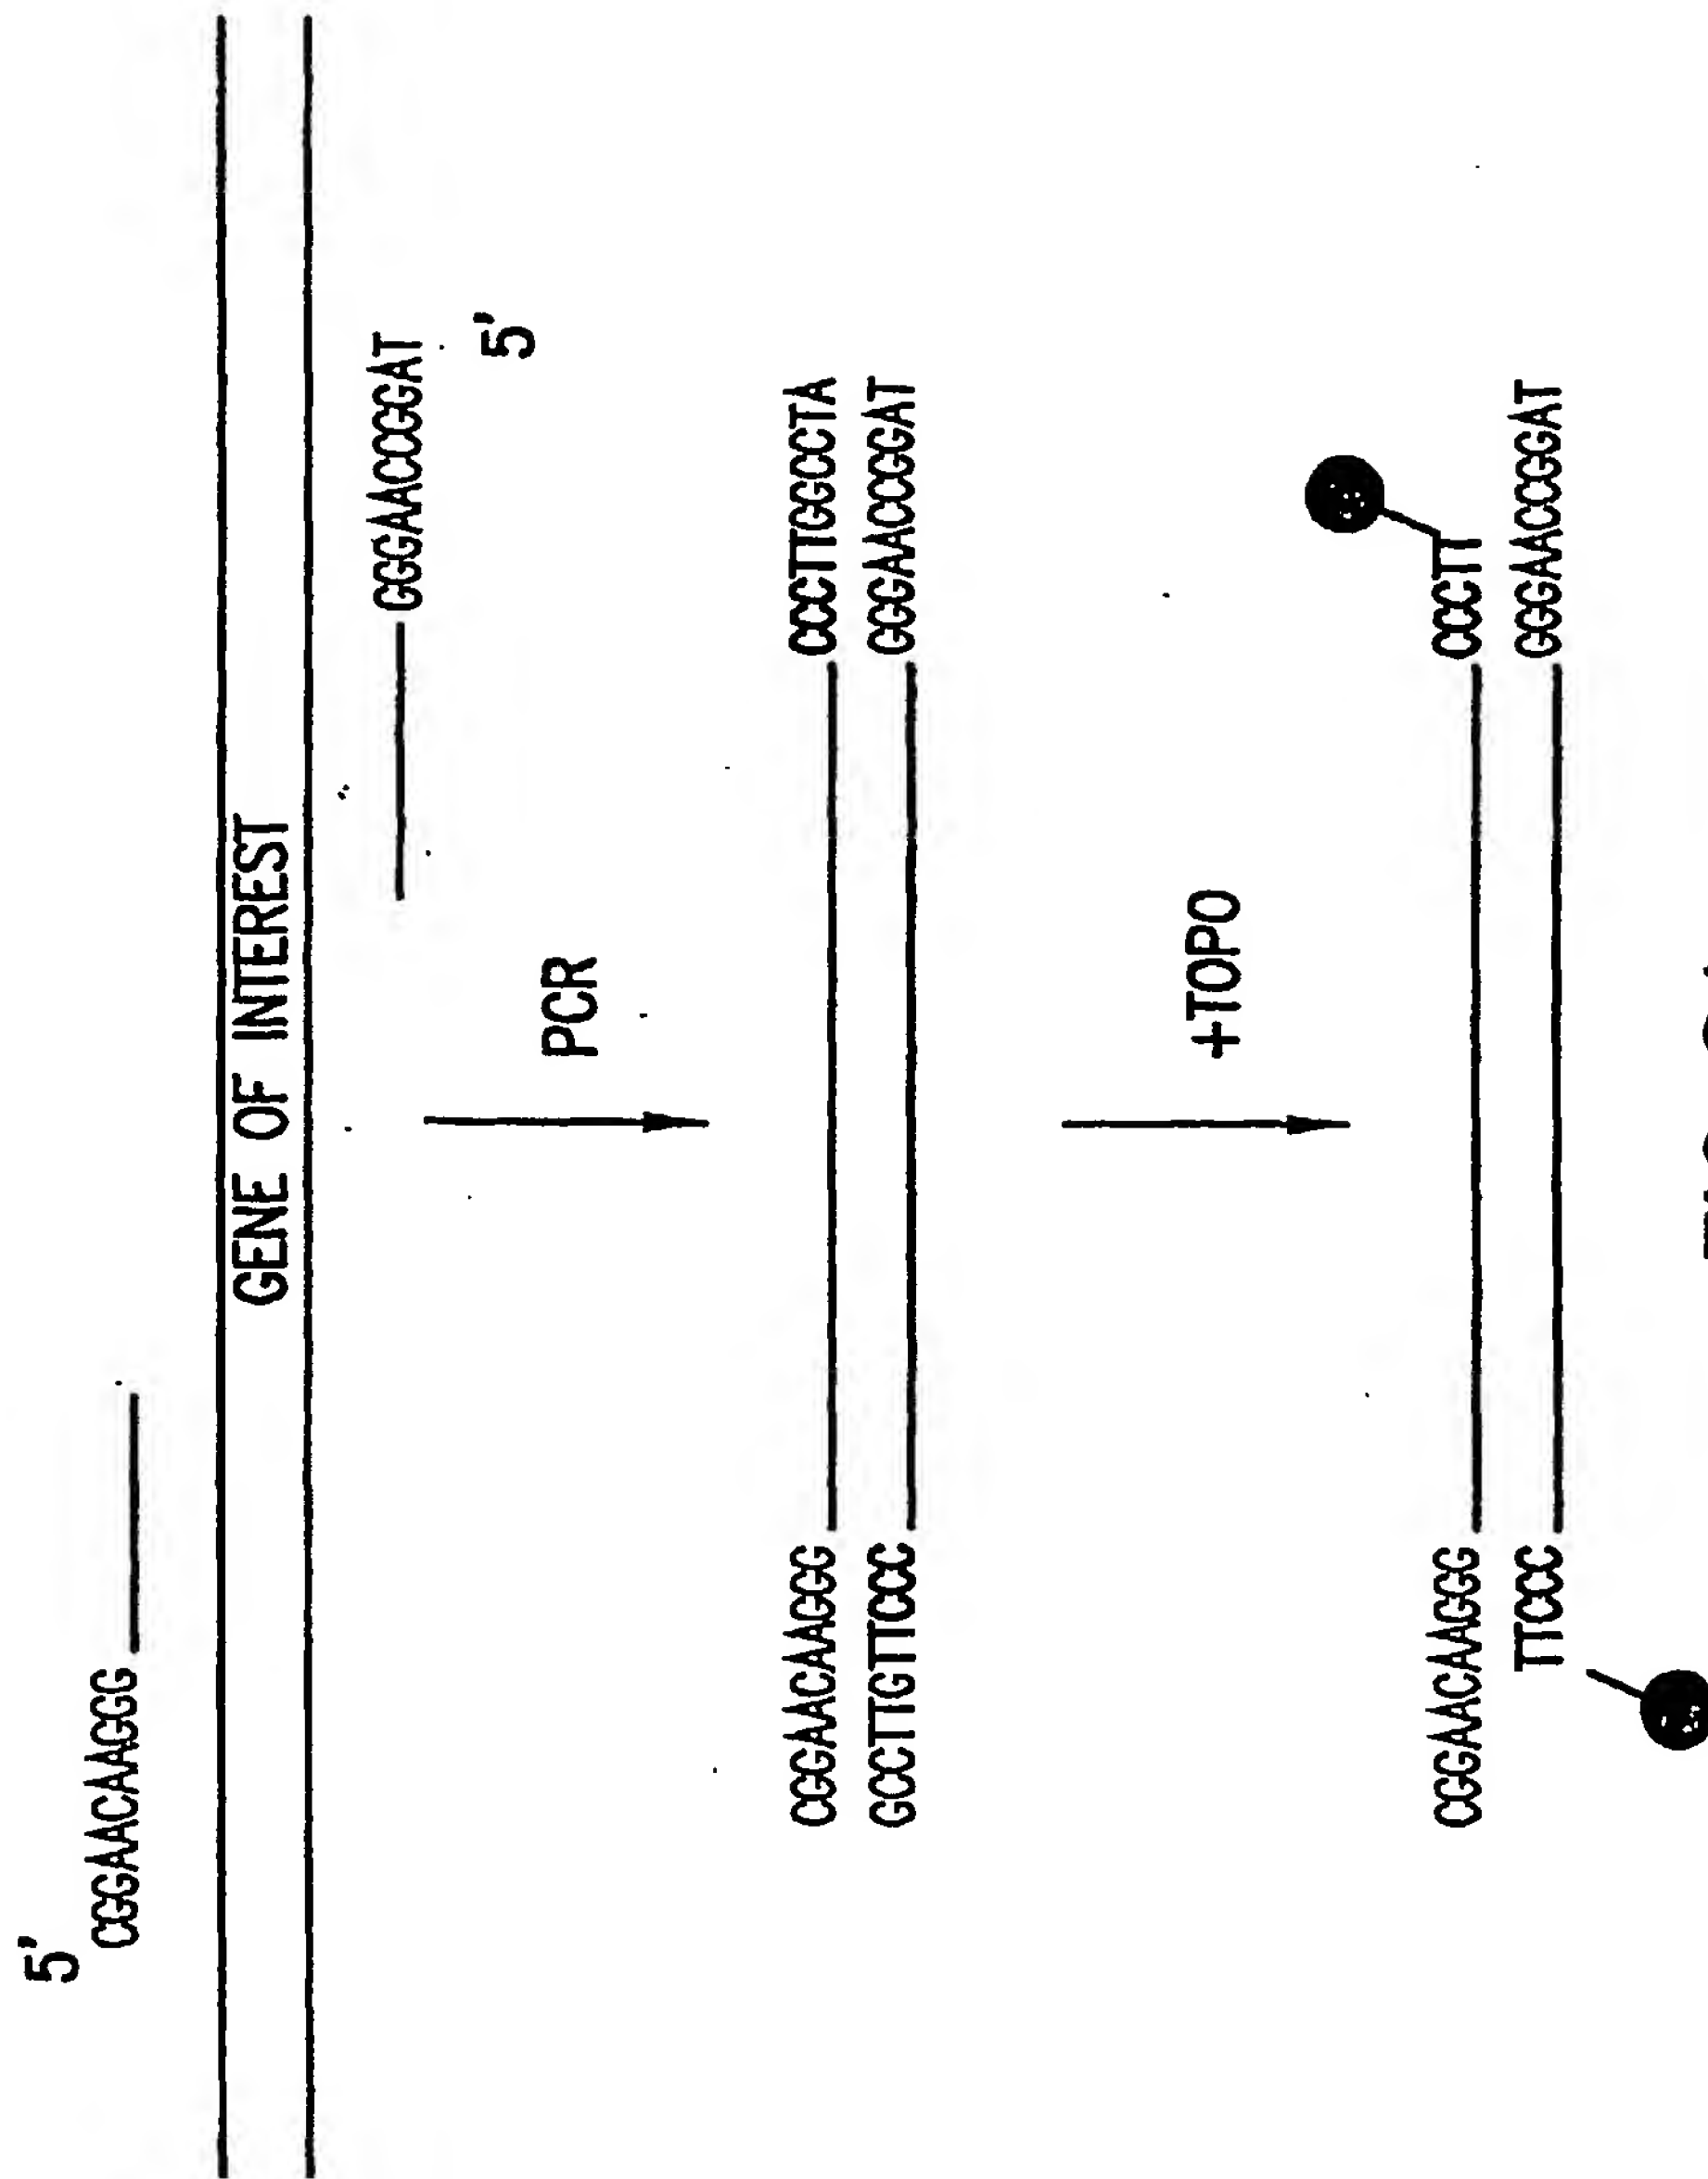 5'
CGGAACAAGGG
GENE OF INTEREST
GGGAACCGGAT
5'
PCR
CGGAACAAGGG CCCTTGGCCTA
GCCTTGTTCCC GGGAACCGGAT
+TOPO
CGGAACAAGGG CCCTT
TTCCC GGGAACCGGAT